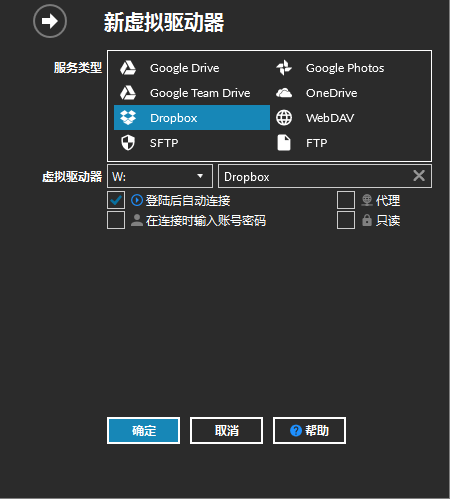 新虚拟驱动器
服务类型
Google Drive
Google Photos
Google Team Drive
OneDrive
Dropbox
WebDAV
SFTP
FTP
虚拟驱动器
W:
Dropbox
登陆后自动连接
代理
在连接时输入账号密码
只读
确定
取消
帮助